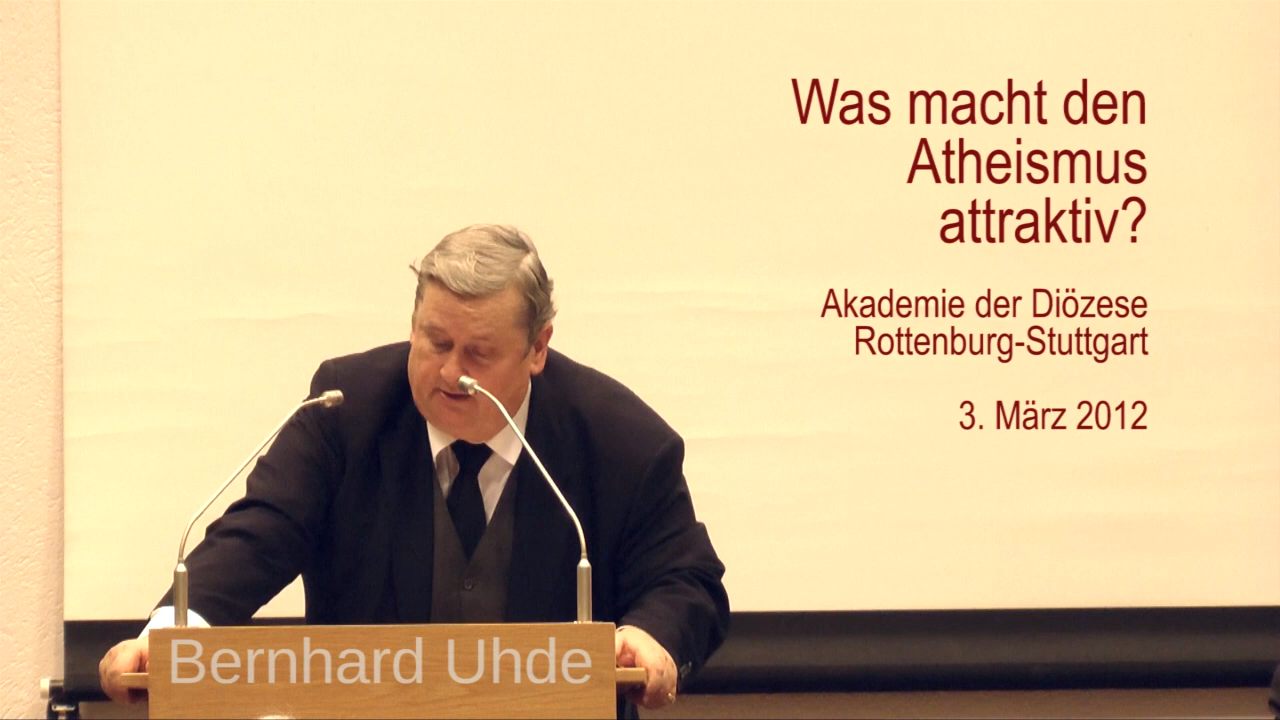 Was macht den
Atheismus
attraktiv?
Akademie der Diözese
Rottenburg-Stuttgart
3. März 2012
Bernhard Uhde